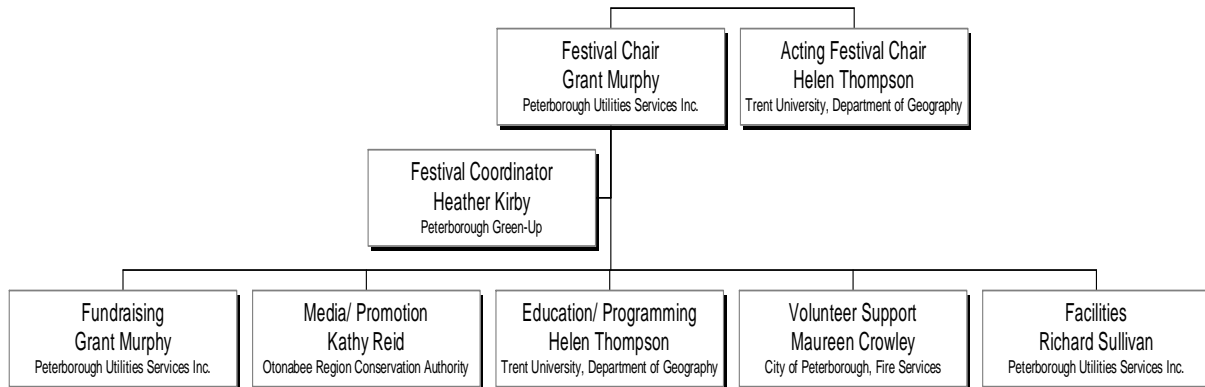 Festival Chair
Grant Murphy
Peterborough Utilities Services Inc.
Acting Festival Chair
Helen Thompson
Trent University, Department of Geography
Festival Coordinator
Heather Kirby
Peterborough Green-Up
Fundraising
Grant Murphy
Peterborough Utilities Services Inc.
Media/ Promotion
Kathy Reid
Otonabee Region Conservation Authority
Education/ Programming
Helen Thompson
Trent University, Department of Geography
Volunteer Support
Maureen Crowley
City of Peterborough, Fire Services
Facilities
Richard Sullivan
Peterborough Utilities Services Inc.